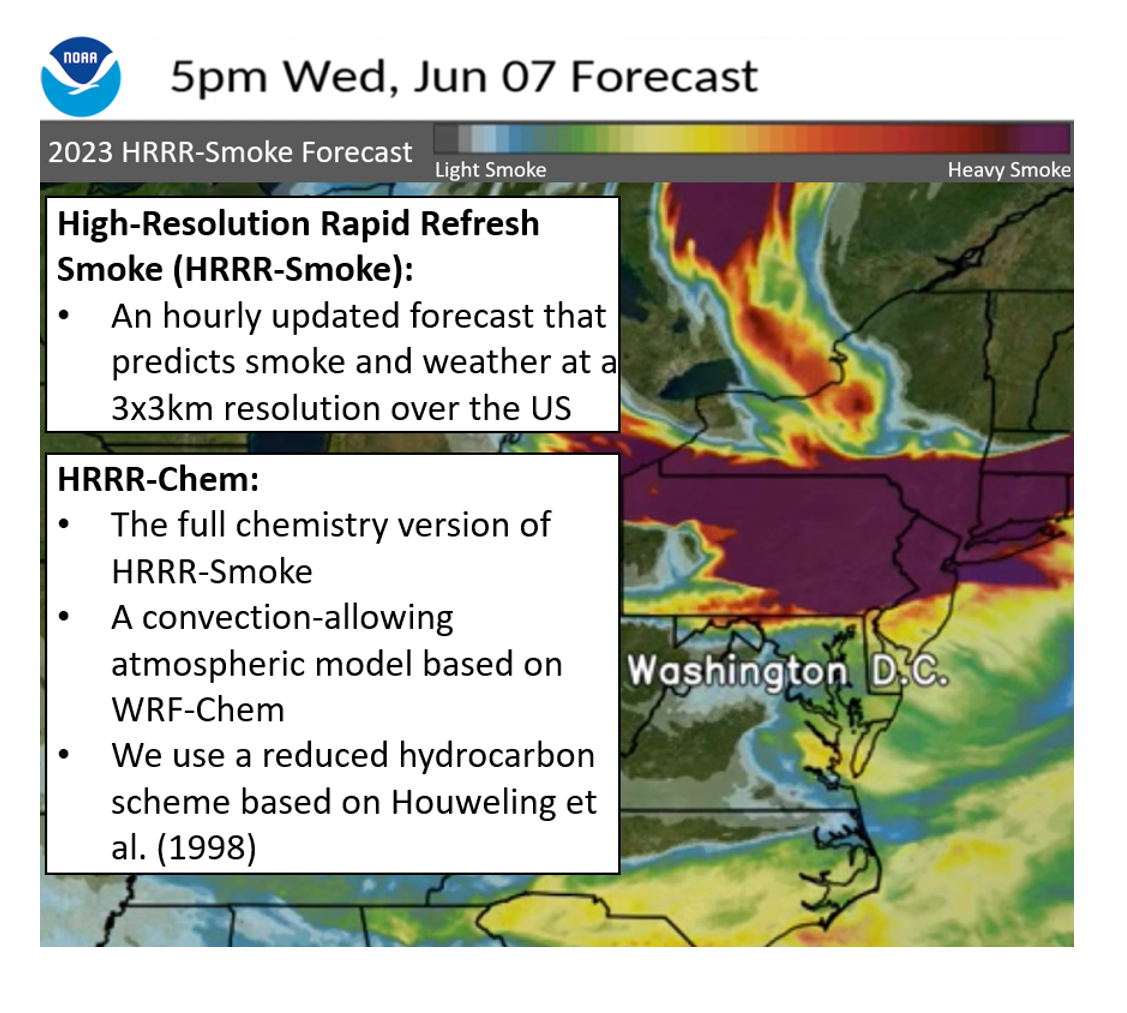 NOAA
5pm Wed, Jun 07 Forecast
2023 HRRR-Smoke Forecast
Light Smoke
Heavy Smoke
High-Resolution Rapid Refresh
Smoke (HRRR-Smoke):
• An hourly updated forecast that
predicts smoke and weather at a
3x3km resolution over the US
HRRR-Chem:
• The full chemistry version of
HRRR-Smoke
• A convection-allowing
atmospheric model based on
WRF-Chem
• We use a reduced hydrocarbon
scheme based on Houweling et
al. (1998)
Washington D.C.